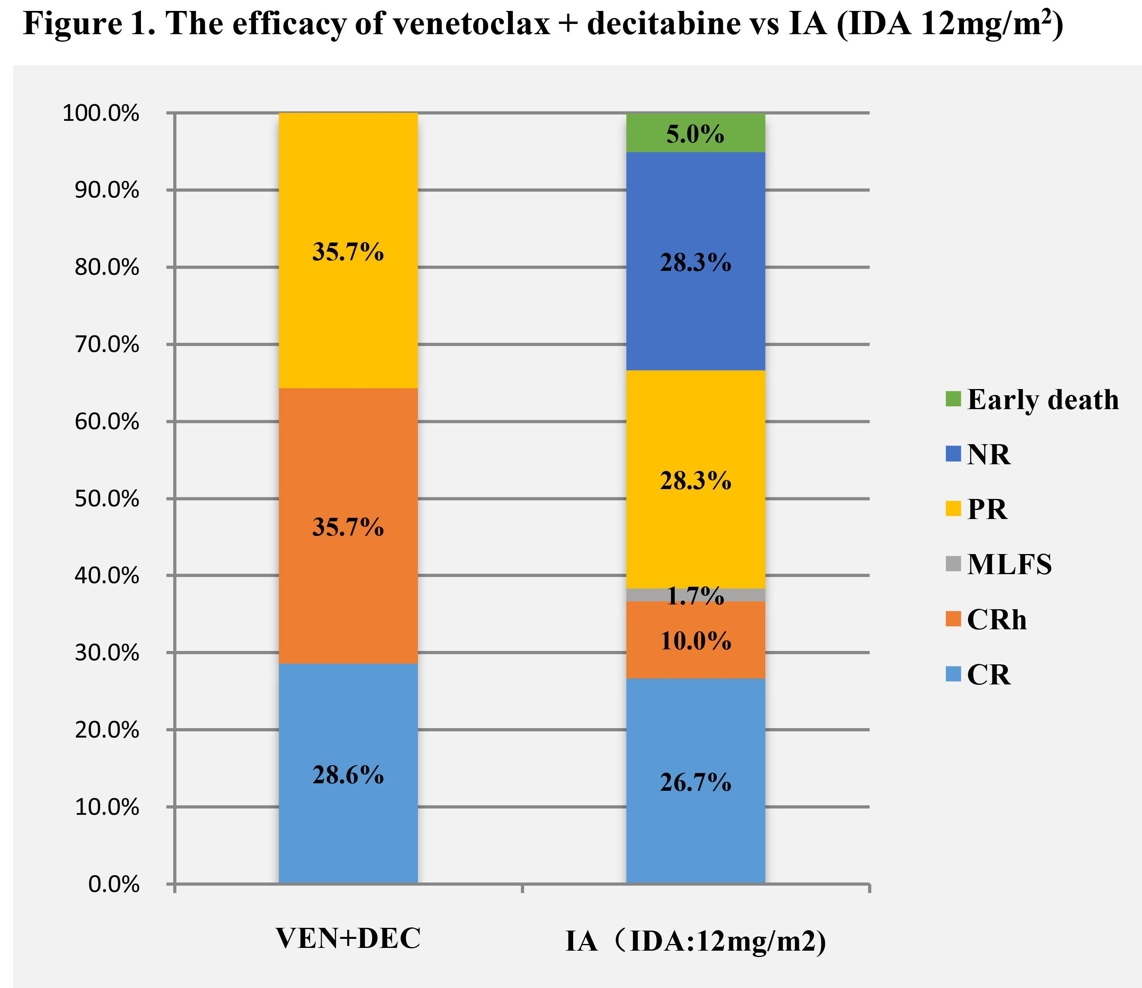 Figure 1. The efficacy of venetoclax + decitabine vs IA (IDA 12mg/m²)
100.0%
90.0%
80.0%
70.0%
60.0%
50.0%
40.0%
30.0%
20.0%
10.0%
0.0%
35.7%
35.7%
28.6%
5.0%
28.3%
28.3%
1.7%
10.0%
26.7%
VEN+DEC
IA（IDA:12mg/m2)
Early death
NR
PR
MLFS
CRh
CR